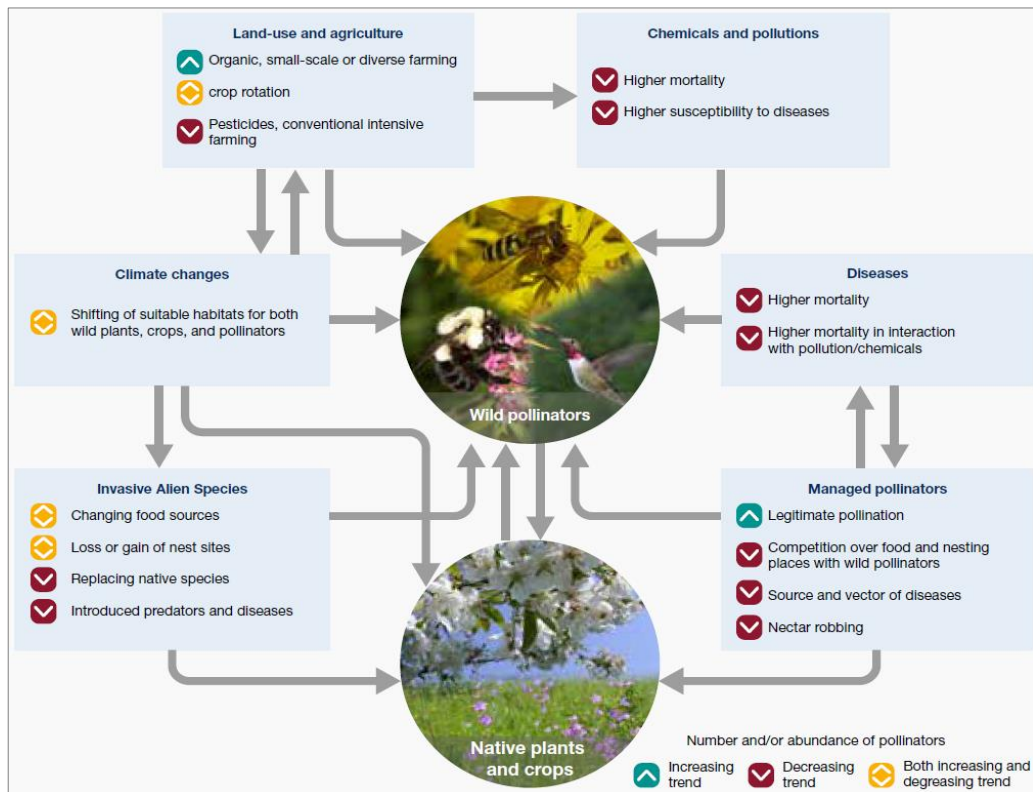 Land-use and agriculture
Organic, small-scale or diverse farming
crop rotation
Pesticides, conventional intensive
farming
Chemicals and pollutions
Higher mortality
Higher susceptibility to diseases
Climate changes
Shifting of suitable habitats for both
wild plants, crops, and pollinators
Wild pollinators
Diseases
Higher mortality
Higher mortality in interaction
with pollution/chemicals
Invasive Alien Species
Changing food sources
Loss or gain of nest sites
Replacing native species
Introduced predators and diseases
Managed pollinators
Legitimate pollination
Competition over food and nesting
places with wild pollinators
Source and vector of diseases
Nectar robbing
Native plants
and crops
Number and/or abundance of pollinators
Increasing
trend
Decreasing
trend
Both increasing and
degreasing trend